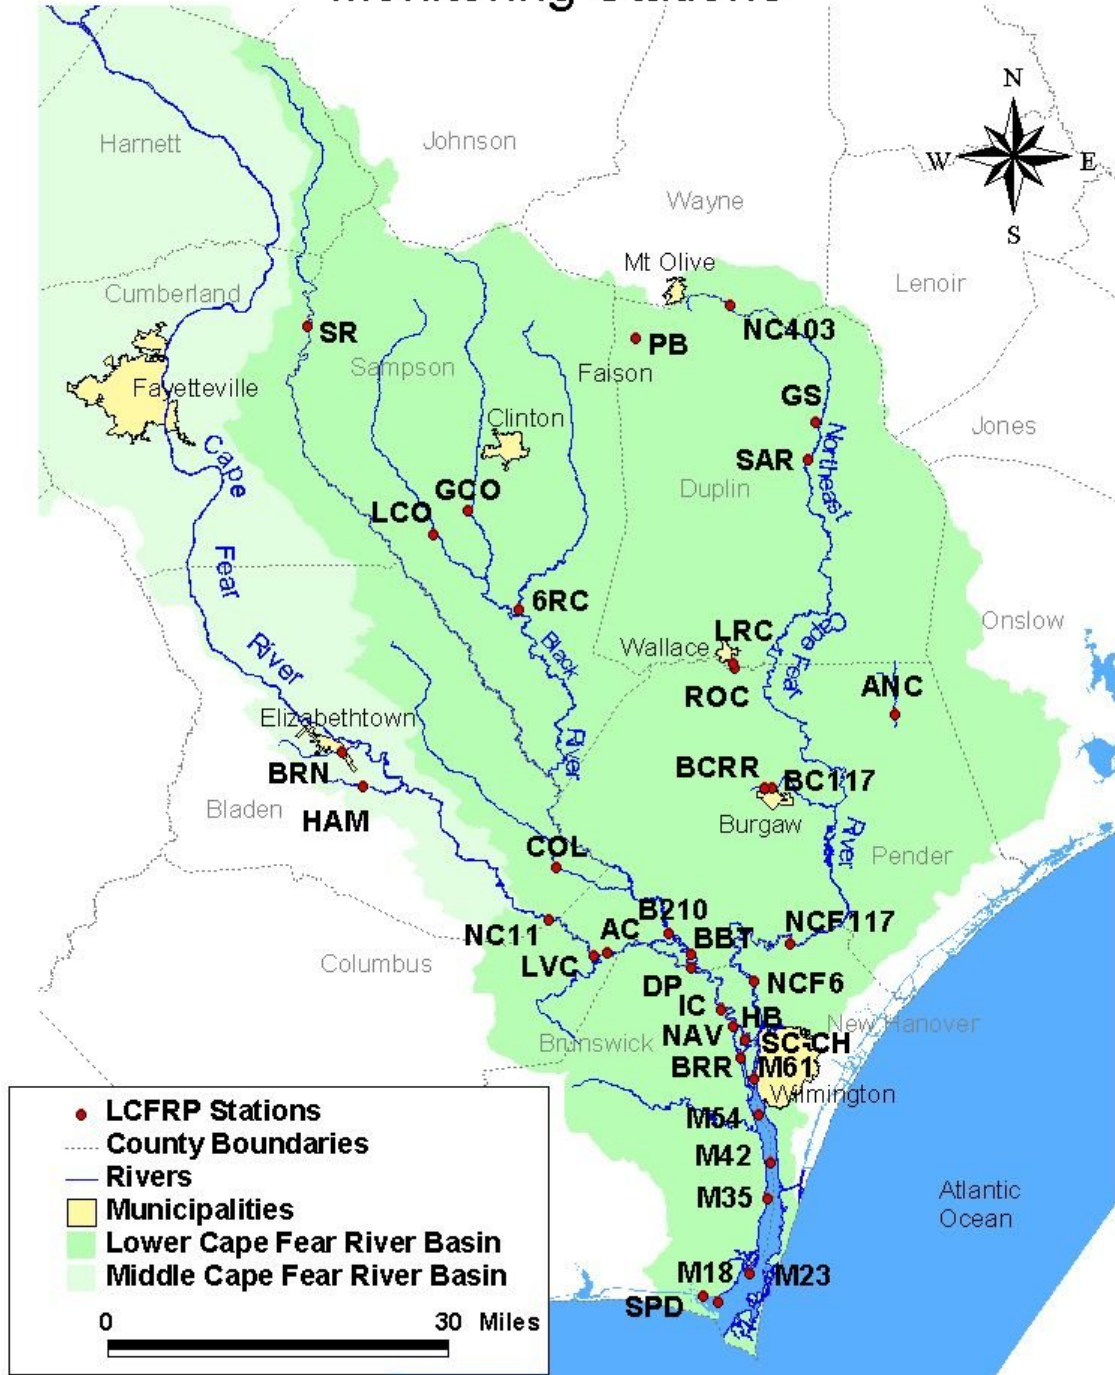 Monitoring Stations
N
W
E
S
Harnett
Johnson
Wayne
Lenoir
Mt Olive
Cumberland
NC403
SR
PB
Sampson
Faison
Fayetteville
GS
Clinton
Jones
Cape
Northeast
SAR
Duplin
GCO
LCO
Fear
6RC
Onslow
Black
Cape Fear
LRC
Wallace
River
ROC
ANC
Elizabethtown
River
BRN
BCRR
BC117
Bladen
HAM
Burgaw
River
Pender
COL
B210
NCF117
NC11
AC
BBT
Columbus
LVC
DP
NCF6
IC
HB
New Hanover
NAV
SC-CH
Brunswick
BRR
M61
Wilmington
M54
M42
M35
Atlantic
Ocean
M18
M23
SPD
LCFRP Stations
County Boundaries
Rivers
Municipalities
Lower Cape Fear River Basin
Middle Cape Fear River Basin
0
30 Miles